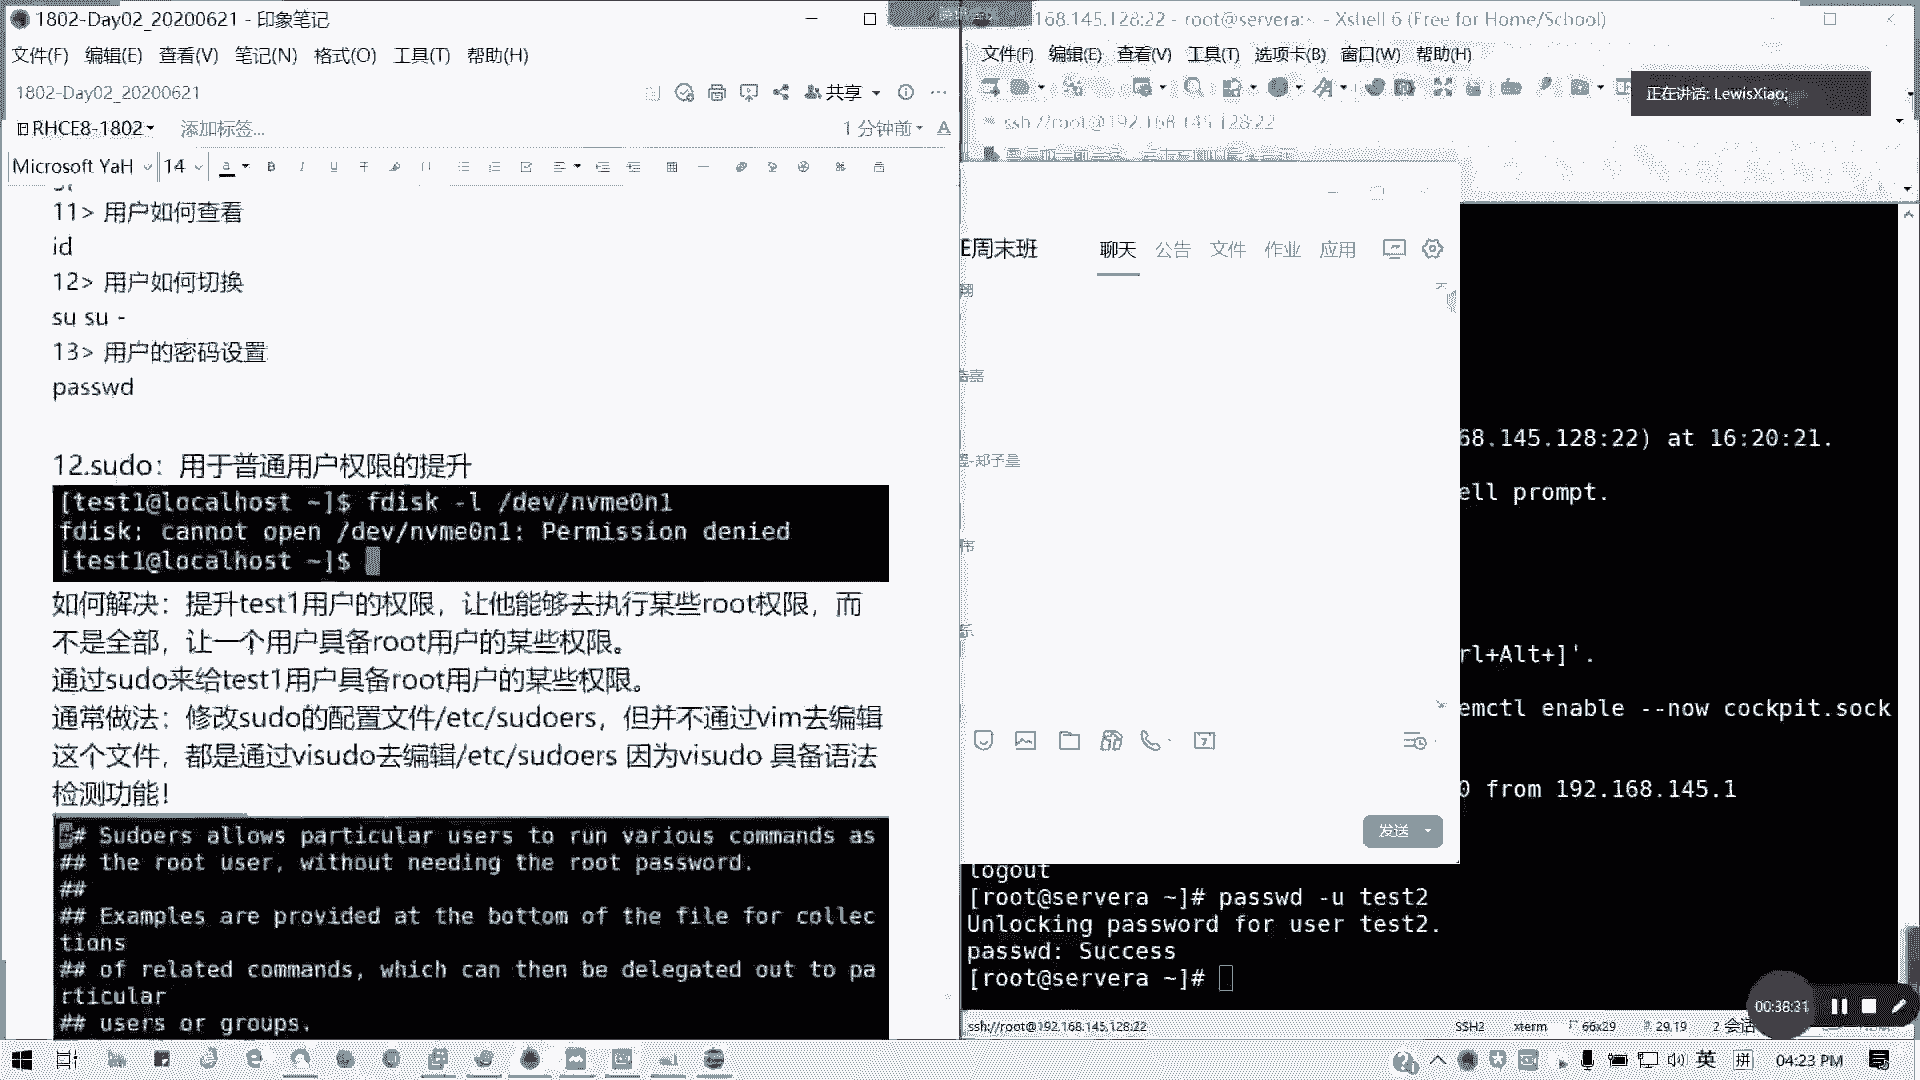 1802-Day02_20200621 - 印象笔记
文件(F) 编辑(E) 查看(V) 笔记(N) 格式(O) 工具(T) 帮助(H)
1802-Day02_20200621
共享
RHCE8-1802
添加标签...
1 分钟前
Microsoft YaH 14
11> 用户如何查看
id
12> 用户如何切换
su su -
13> 用户的密码设置
passwd
12.sudo：用于普通用户权限的提升
[test1@localhost ~]$ fdisk -l /dev/nvme0n1
fdisk: cannot open /dev/nvme0n1: Permission denied
[test1@localhost ~]$
如何解决：提升test1用户的权限，让他能够去执行某些root权限，而
不是全部，让一个用户具备root用户的某些权限。
通过sudo来给test1用户具备root用户的某些权限。
通常做法：修改sudo的配置文件/etc/sudoers，但并不通过vim去编辑
这个文件，都是通过visudo去编辑/etc/sudoers 因为visudo 具备语法
检测功能！
## Sudoers allows particular users to run various commands as
## the root user, without needing the root password.
##
## Examples are provided at the bottom of the file for collec
tions
## of related commands, which can then be delegated out to pa
rticular
## users or groups.
168.145.128:22 - root@servera:~ - Xshell 6 (Free for Home/School)
文件(F) 编辑(E) 查看(V) 工具(T) 选项卡(B) 窗口(W) 帮助(H)
正在讲话: LewisXiao;
ssh://root@192.168.145.128:22
E周末班
聊天 公告 文件 作业 应用
-郑子量
发送
68.145.128:22) at 16:20:21.
ell prompt.
rl+Alt+]'.
emctl enable --now cockpit.sock
0 from 192.168.145.1
logout
[root@servera ~]# passwd -u test2
Unlocking password for user test2.
passwd: Success
[root@servera ~]#
00:38:31
ssh://root@192.168.145.128:22
SSH2 xterm 66x29 29,19 2 会话
英 拼 04:23 PM